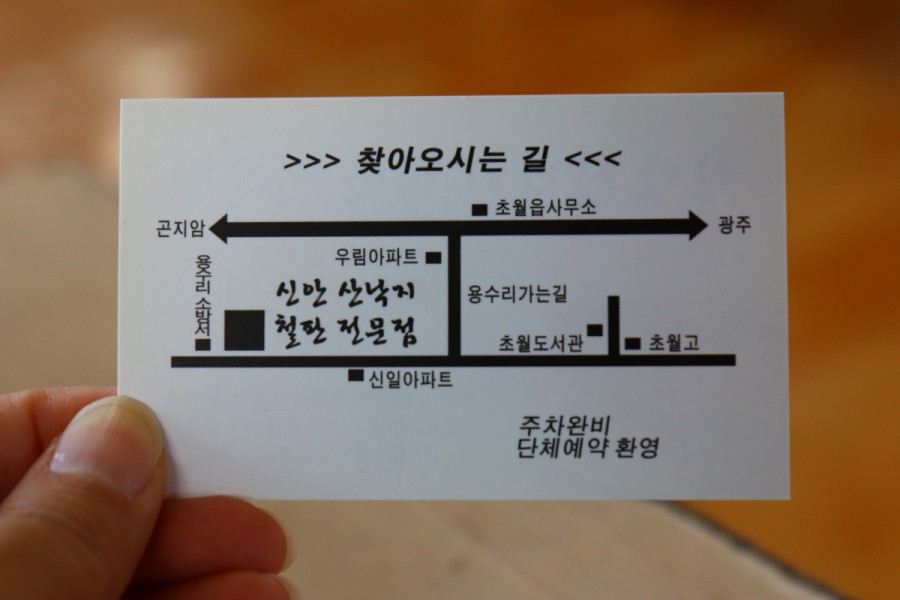 >>> 찾아오시는 길 <<<
초월읍사무소
곤지암
광주
우림아파트
용수리소방서
신안 산낙지
철판 전문점
용수리가는길
초월도서관
초월고
신일아파트
주차완비
단체예약 환영